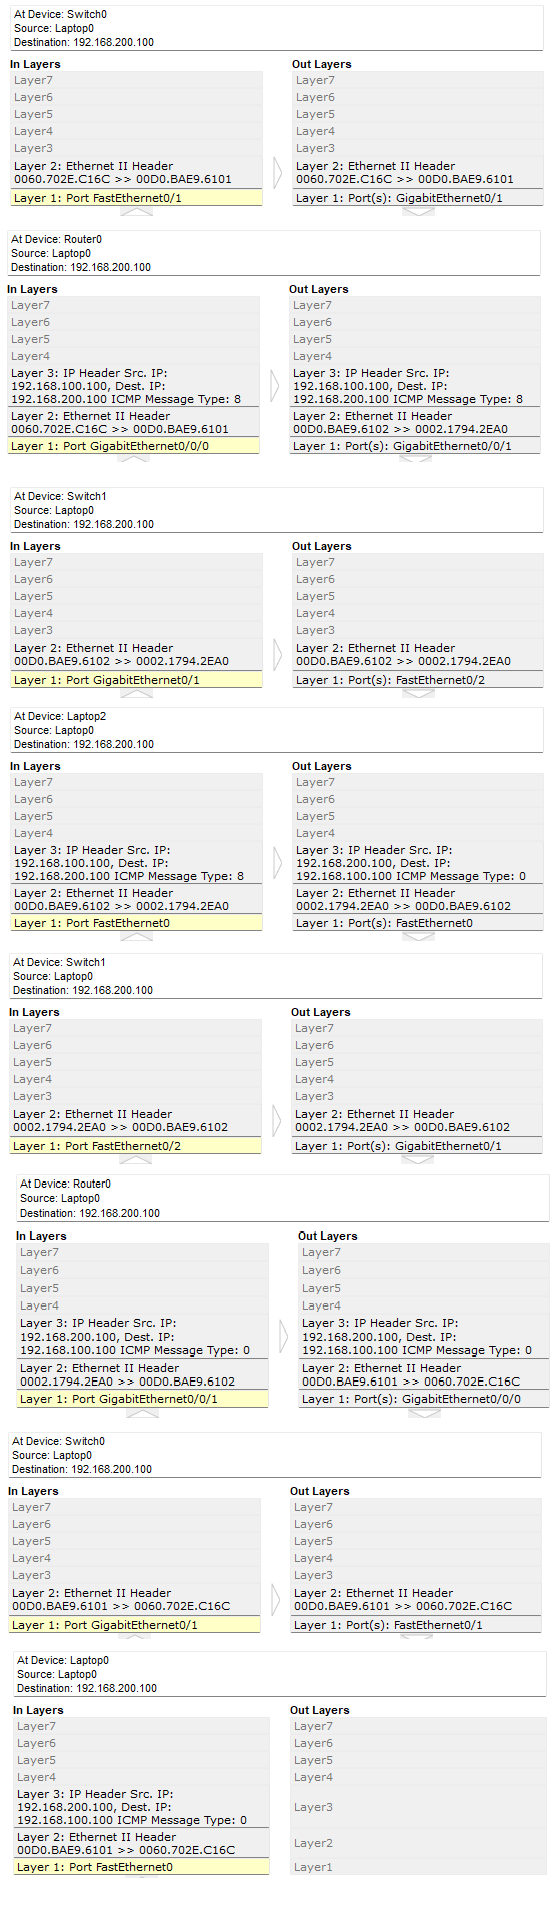 At Device: Switch0
Source: Laptop0
Destination: 192.168.200.100
In Layers
Layer7
Layer6
Layer5
Layer4
Layer3
Layer 2: Ethernet II Header
0060.702E.C16C >> 00D0.BAE9.6101
Layer 1: Port FastEthernet0/1
Out Layers
Layer7
Layer6
Layer5
Layer4
Layer3
Layer 2: Ethernet II Header
0060.702E.C16C >> 00D0.BAE9.6101
Layer 1: Port(s): GigabitEthernet0/1
At Device: Router0
Source: Laptop0
Destination: 192.168.200.100
In Layers
Layer7
Layer6
Layer5
Layer4
Layer 3: IP Header Src. IP:
192.168.100.100, Dest. IP:
192.168.200.100 ICMP Message Type: 8
Layer 2: Ethernet II Header
0060.702E.C16C >> 00D0.BAE9.6101
Layer 1: Port GigabitEthernet0/0/0
Out Layers
Layer7
Layer6
Layer5
Layer4
Layer 3: IP Header Src. IP:
192.168.100.100, Dest. IP:
192.168.200.100 ICMP Message Type: 8
Layer 2: Ethernet II Header
00D0.BAE9.6102 >> 0002.1794.2EA0
Layer 1: Port(s): GigabitEthernet0/0/1
At Device: Switch1
Source: Laptop0
Destination: 192.168.200.100
In Layers
Layer7
Layer6
Layer5
Layer4
Layer3
Layer 2: Ethernet II Header
00D0.BAE9.6102 >> 0002.1794.2EA0
Layer 1: Port GigabitEthernet0/1
Out Layers
Layer7
Layer6
Layer5
Layer4
Layer3
Layer 2: Ethernet II Header
00D0.BAE9.6102 >> 0002.1794.2EA0
Layer 1: Port(s): FastEthernet0/2
At Device: Laptop2
Source: Laptop0
Destination: 192.168.200.100
In Layers
Layer7
Layer6
Layer5
Layer4
Layer 3: IP Header Src. IP:
192.168.100.100, Dest. IP:
192.168.200.100 ICMP Message Type: 8
Layer 2: Ethernet II Header
00D0.BAE9.6102 >> 0002.1794.2EA0
Layer 1: Port FastEthernet0
Out Layers
Layer7
Layer6
Layer5
Layer4
Layer 3: IP Header Src. IP:
192.168.200.100, Dest. IP:
192.168.100.100 ICMP Message Type: 0
Layer 2: Ethernet II Header
0002.1794.2EA0 >> 00D0.BAE9.6102
Layer 1: Port(s): FastEthernet0
At Device: Switch1
Source: Laptop0
Destination: 192.168.200.100
In Layers
Layer7
Layer6
Layer5
Layer4
Layer3
Layer 2: Ethernet II Header
0002.1794.2EA0 >> 00D0.BAE9.6102
Layer 1: Port FastEthernet0/2
Out Layers
Layer7
Layer6
Layer5
Layer4
Layer3
Layer 2: Ethernet II Header
0002.1794.2EA0 >> 00D0.BAE9.6102
Layer 1: Port(s): GigabitEthernet0/1
At Device: Router0
Source: Laptop0
Destination: 192.168.200.100
In Layers
Layer7
Layer6
Layer5
Layer4
Layer 3: IP Header Src. IP:
192.168.200.100, Dest. IP:
192.168.100.100 ICMP Message Type: 0
Layer 2: Ethernet II Header
0002.1794.2EA0 >> 00D0.BAE9.6102
Layer 1: Port GigabitEthernet0/0/1
Out Layers
Layer7
Layer6
Layer5
Layer4
Layer 3: IP Header Src. IP:
192.168.200.100, Dest. IP:
192.168.100.100 ICMP Message Type: 0
Layer 2: Ethernet II Header
00D0.BAE9.6101 >> 0060.702E.C16C
Layer 1: Port(s): GigabitEthernet0/0/0
At Device: Switch0
Source: Laptop0
Destination: 192.168.200.100
In Layers
Layer7
Layer6
Layer5
Layer4
Layer3
Layer 2: Ethernet II Header
00D0.BAE9.6101 >> 0060.702E.C16C
Layer 1: Port GigabitEthernet0/1
Out Layers
Layer7
Layer6
Layer5
Layer4
Layer3
Layer 2: Ethernet II Header
00D0.BAE9.6101 >> 0060.702E.C16C
Layer 1: Port(s): FastEthernet0/1
At Device: Laptop0
Source: Laptop0
Destination: 192.168.200.100
In Layers
Layer7
Layer6
Layer5
Layer4
Layer 3: IP Header Src. IP:
192.168.200.100, Dest. IP:
192.168.100.100 ICMP Message Type: 0
Layer 2: Ethernet II Header
00D0.BAE9.6101 >> 0060.702E.C16C
Layer 1: Port FastEthernet0
Out Layers
Layer7
Layer6
Layer5
Layer4
Layer3
Layer2
Layer1